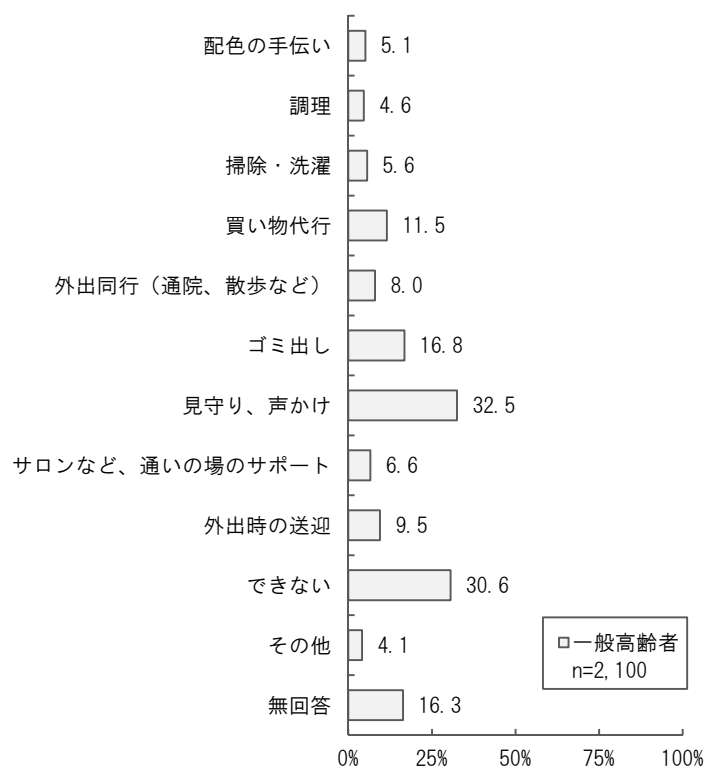 配色の手伝い 5.1
調理 4.6
掃除・洗濯 5.6
買い物代行 11.5
外出同行（通院、散歩など） 8.0
ゴミ出し 16.8
見守り、声かけ 32.5
サロンなど、通いの場のサポート 6.6
外出時の送迎 9.5
できない 30.6
その他 4.1
無回答 16.3
一般高齢者
n=2,100
0% 25% 50% 75% 100%